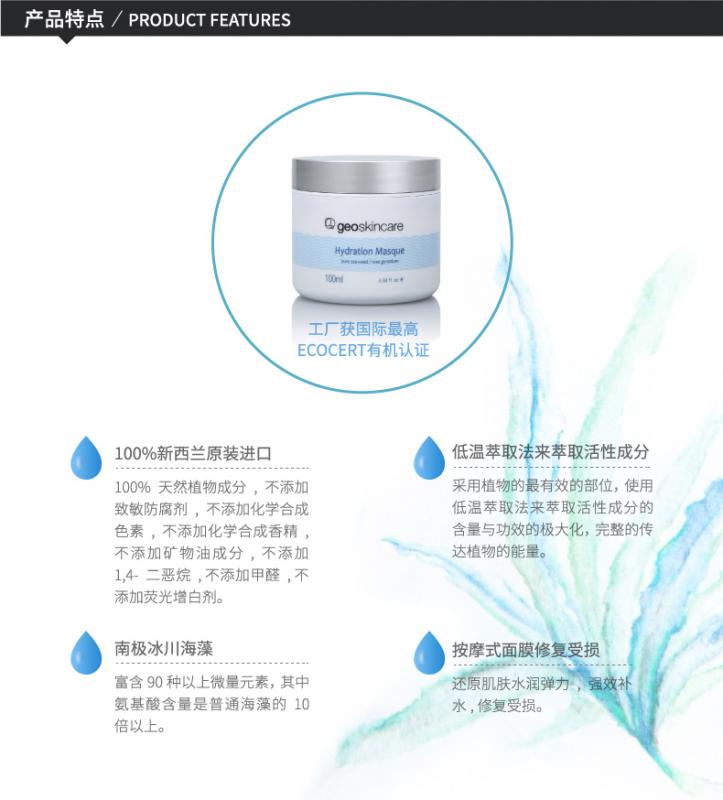 产品特点 / PRODUCT FEATURES
geoskincare
Hydration Masque
pure seaweed / rose geranium
100ml 3.38 fl oz e
工厂获国际最高
ECOCERT有机认证
100%新西兰原装进口
100% 天然植物成分 , 不添加
致敏防腐剂 , 不添加化学合成
色素 , 不添加化学合成香精 ,
不添加矿物油成分 , 不添加
1,4- 二恶烷 ,不添加甲醛 ,不
添加荧光增白剂。
低温萃取法来萃取活性成分
采用植物的最有效的部位, 使用
低温萃取法来萃取活性成分的
含量与功效的极大化, 完整的传
达植物的能量。
南极冰川海藻
富含 90 种以上微量元素, 其中
氨基酸含量是普通海藻的 10
倍以上。
按摩式面膜修复受损
还原肌肤水润弹力 , 强效补
水 , 修复受损。